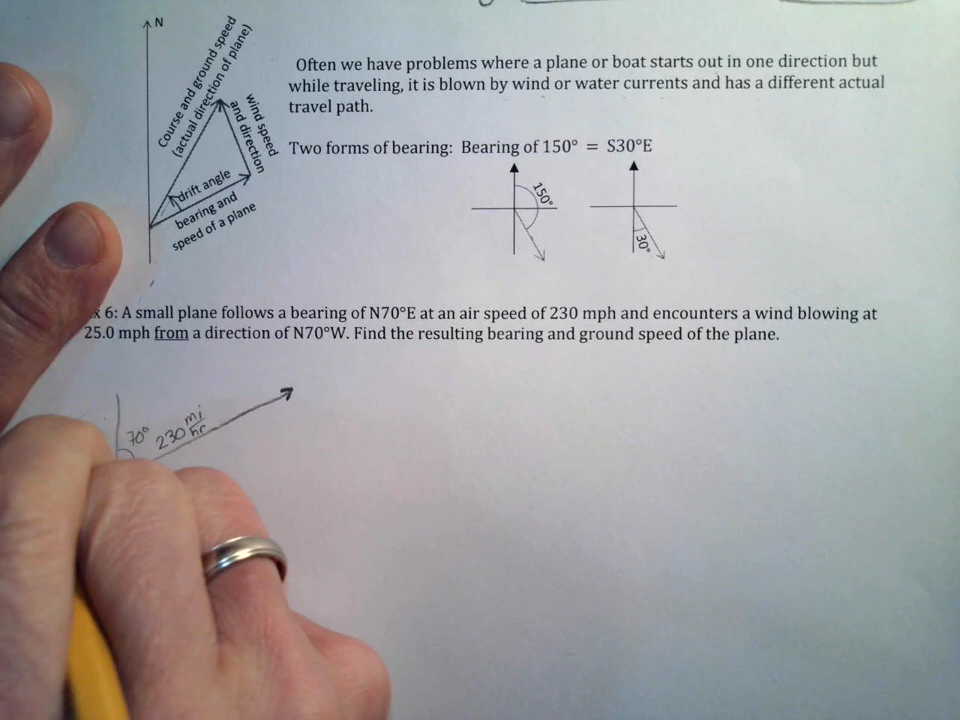 N
Course and ground speed
(actual direction of plane)
wind speed
and direction
drift angle
bearing and
speed of a plane
Often we have problems where a plane or boat starts out in one direction but
while traveling, it is blown by wind or water currents and has a different actual
travel path.
Two forms of bearing: Bearing of 150° = S30°E
150°
30°
x 6: A small plane follows a bearing of N70°E at an air speed of 230 mph and encounters a wind blowing at
25.0 mph from a direction of N70°W. Find the resulting bearing and ground speed of the plane.
70°
230 mi/hr